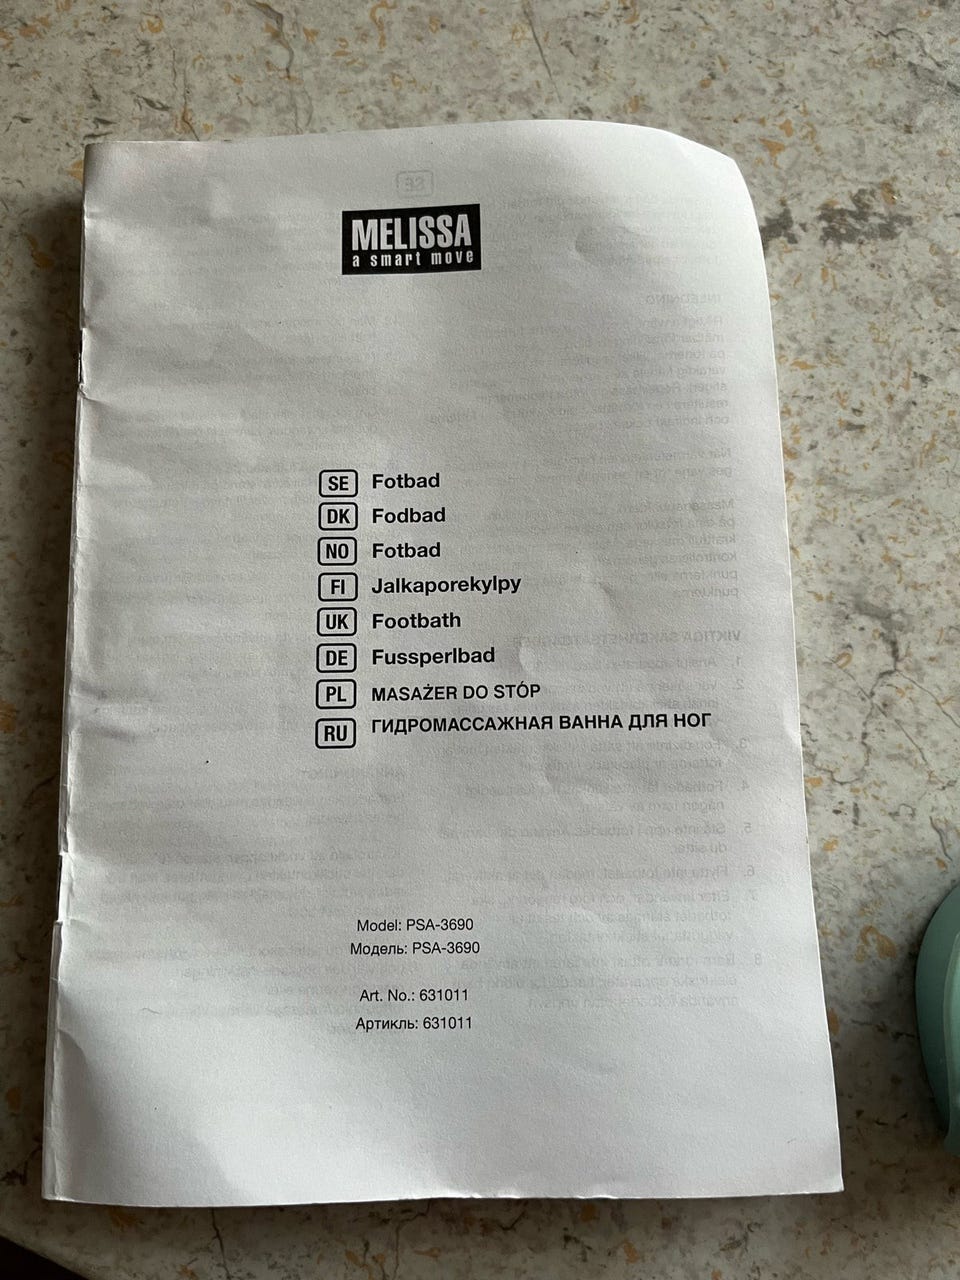 MELISSA
a smart move
SE Fotbad
DK Fodbad
NO Fotbad
FI Jalkaporekylpy
UK Footbath
DE Fussperlbad
PL MASAŻER DO STÓP
RU ГИДРОМАССАЖНАЯ ВАННА ДЛЯ НОГ
Model: PSA-3690
Модель: PSA-3690
Art. No.: 631011
Артикль: 631011